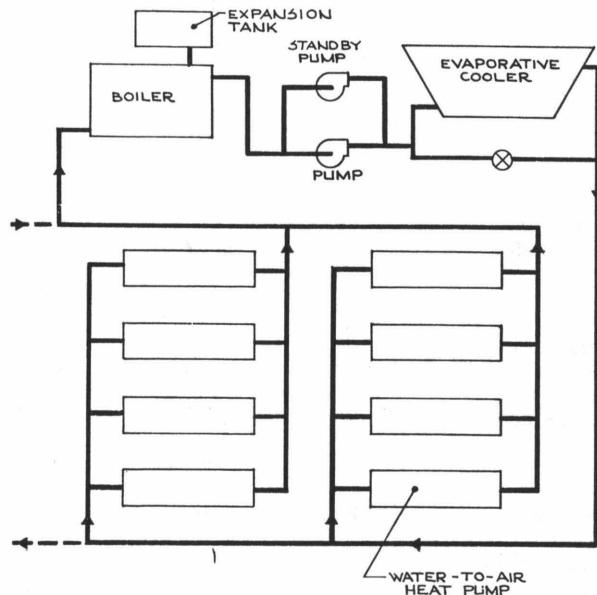 EXPANSION
TANK
STANDBY
PUMP
EVAPORATIVE
COOLER
BOILER
PUMP
WATER-TO-AIR
HEAT PUMP